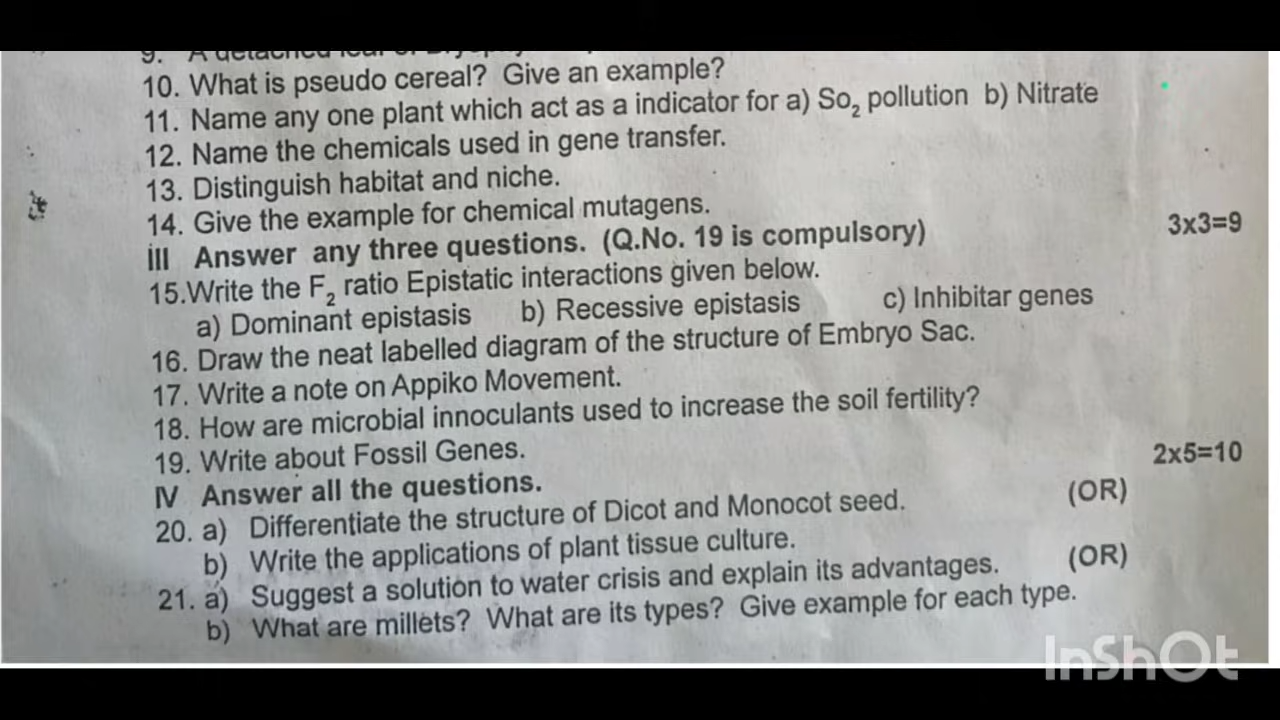 10. What is pseudo cereal? Give an example?
11. Name any one plant which act as a indicator for a) So₂ pollution b) Nitrate
12. Name the chemicals used in gene transfer.
13. Distinguish habitat and niche.
14. Give the example for chemical mutagens.
III Answer any three questions. (Q.No. 19 is compulsory) 3x3=9
15.Write the F₂ ratio Epistatic interactions given below.
a) Dominant epistasis b) Recessive epistasis c) Inhibitar genes
16. Draw the neat labelled diagram of the structure of Embryo Sac.
17. Write a note on Appiko Movement.
18. How are microbial innoculants used to increase the soil fertility?
19. Write about Fossil Genes.
IV Answer all the questions. 2x5=10
20. a) Differentiate the structure of Dicot and Monocot seed. (OR)
b) Write the applications of plant tissue culture.
21. a) Suggest a solution to water crisis and explain its advantages. (OR)
b) What are millets? What are its types? Give example for each type.
InShOt